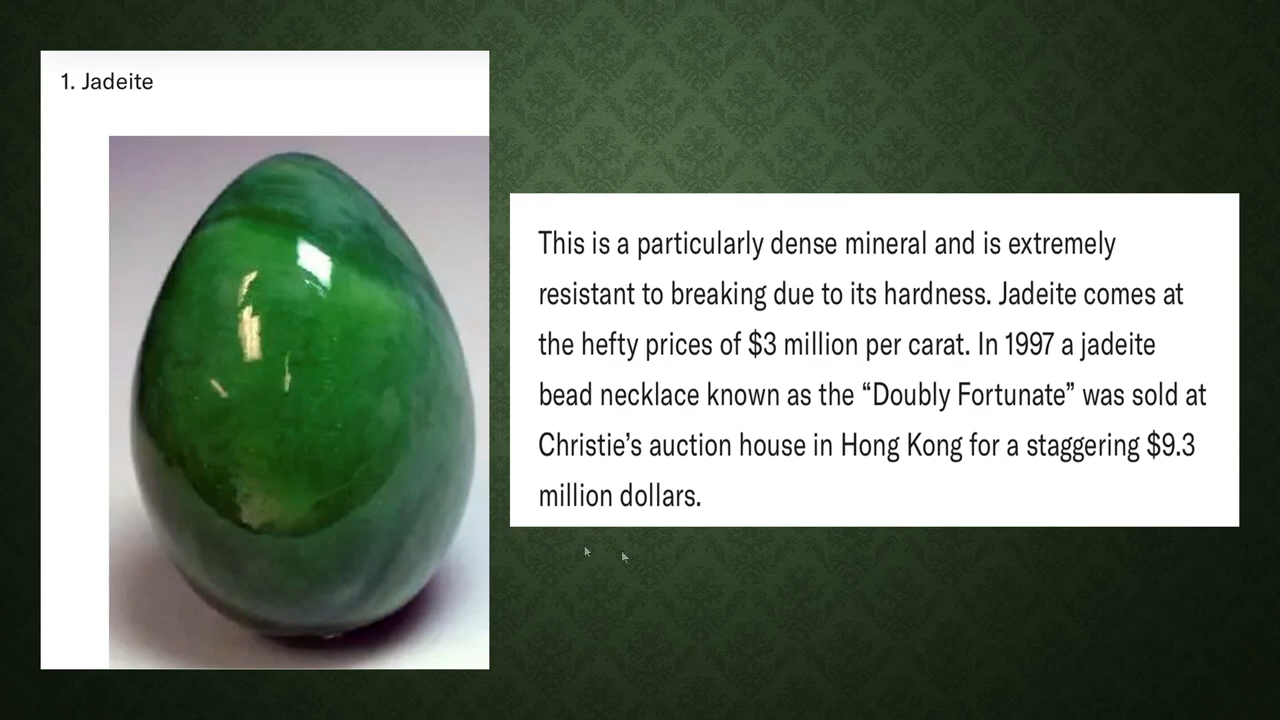 1. Jadeite
This is a particularly dense mineral and is extremely
resistant to breaking due to its hardness. Jadeite comes at
the hefty prices of $3 million per carat. In 1997 a jadeite
bead necklace known as the “Doubly Fortunate” was sold at
Christie’s auction house in Hong Kong for a staggering $9.3
million dollars.